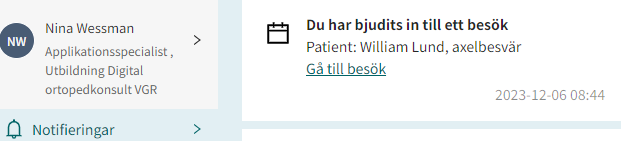 NW
Nina Wessman
Applikationsspecialist ,
Utbildning Digital
ortopedkonsult VGR
Notifieringar
Du har bjudits in till ett besök
Patient: William Lund, axelbesvär
Gå till besök
2023-12-06 08:44